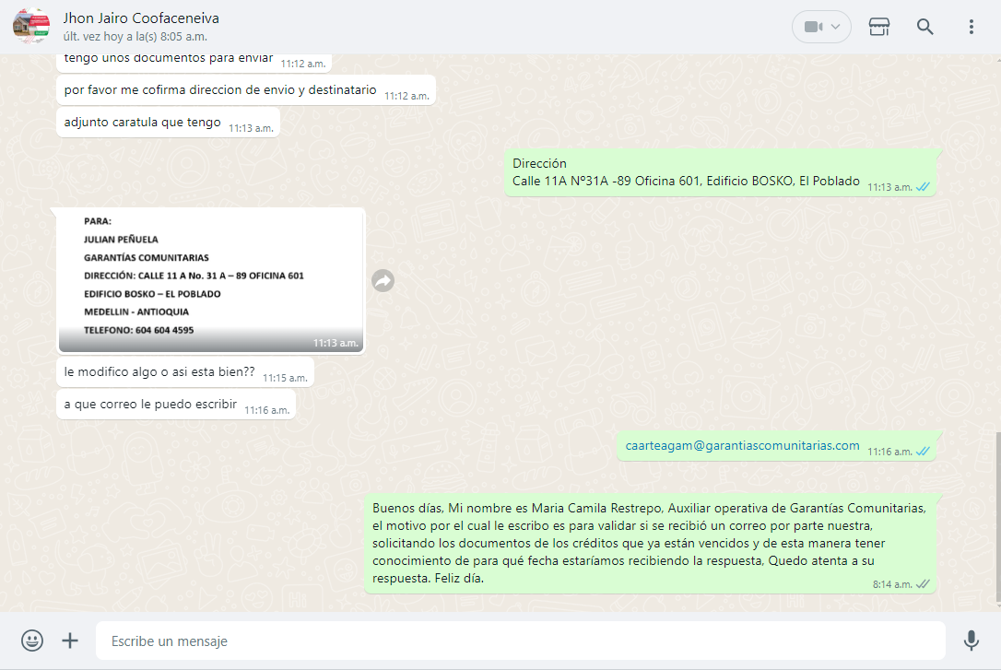 Jhon Jairo Coofaceneiva
últ. vez hoy a la(s) 8:05 a.m.
tengo unos documentos para enviar 11:12 a.m.
por favor me cofirma direccion de envio y destinatario 11:12 a.m.
adjunto caratula que tengo 11:13 a.m.
Dirección
Calle 11A Nº31A -89 Oficina 601, Edificio BOSKO, El Poblado 11:13 a.m.
PARA:
JULIAN PEÑUELA
GARANTÍAS COMUNITARIAS
DIRECCIÓN: CALLE 11 A No. 31 A – 89 OFICINA 601
EDIFICIO BOSKO – EL POBLADO
MEDELLIN - ANTIOQUIA
TELEFONO: 604 604 4595
11:13 a.m.
le modifico algo o asi esta bien?? 11:15 a.m.
a que correo le puedo escribir 11:16 a.m.
caarteagam@garantiascomunitarias.com 11:16 a.m.
Buenos días, Mi nombre es Maria Camila Restrepo, Auxiliar operativa de Garantías Comunitarias,
el motivo por el cual le escribo es para validar si se recibió un correo por parte nuestra,
solicitando los documentos de los créditos que ya están vencidos y de esta manera tener
conocimiento de para qué fecha estaríamos recibiendo la respuesta, Quedo atenta a su
respuesta. Feliz día. 8:14 a.m.
Escribe un mensaje